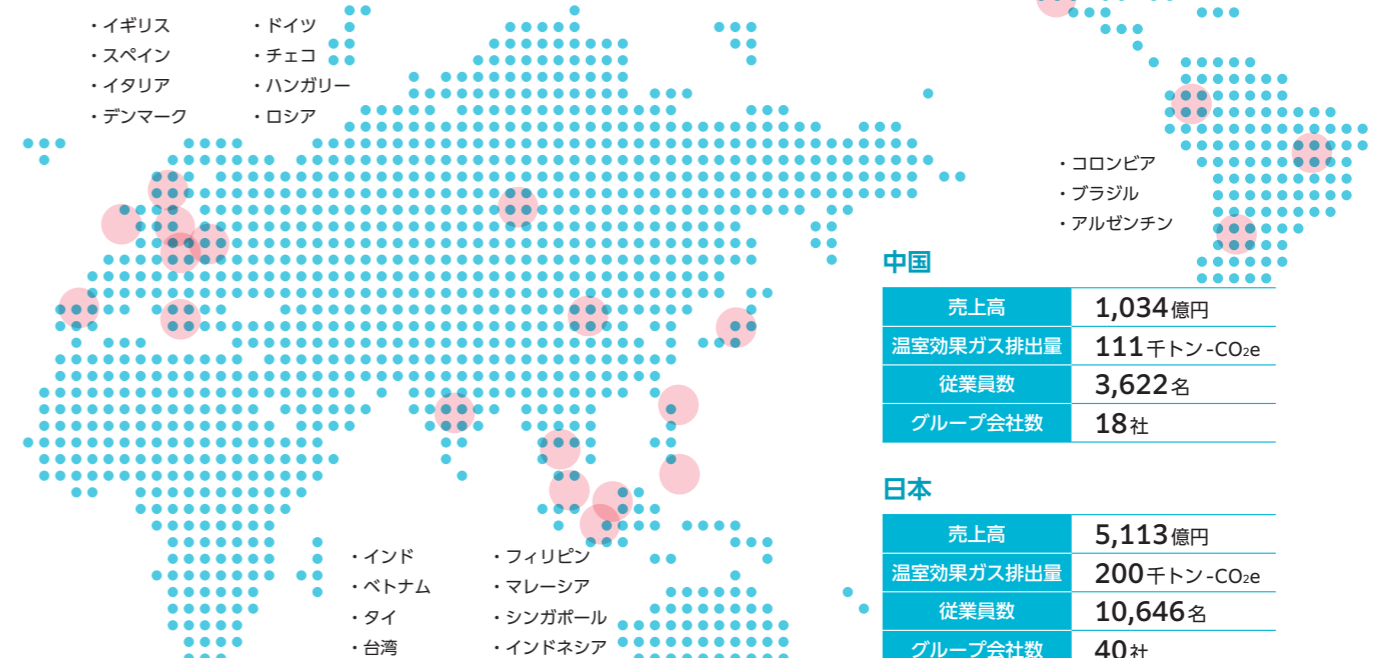 ・イギリス
・スペイン
・イタリア
・デンマーク
・ドイツ
・チェコ
・ハンガリー
・ロシア
・コロンビア
・ブラジル
・アルゼンチン
中国
売上高 1,034億円
温室効果ガス排出量 111千トン-CO₂e
従業員数 3,622名
グループ会社数 18社
日本
売上高 5,113億円
温室効果ガス排出量 200千トン-CO₂e
従業員数 10,646名
グループ会社数 40社
・インド
・ベトナム
・タイ
・台湾
・フィリピン
・マレーシア
・シンガポール
・インドネシア